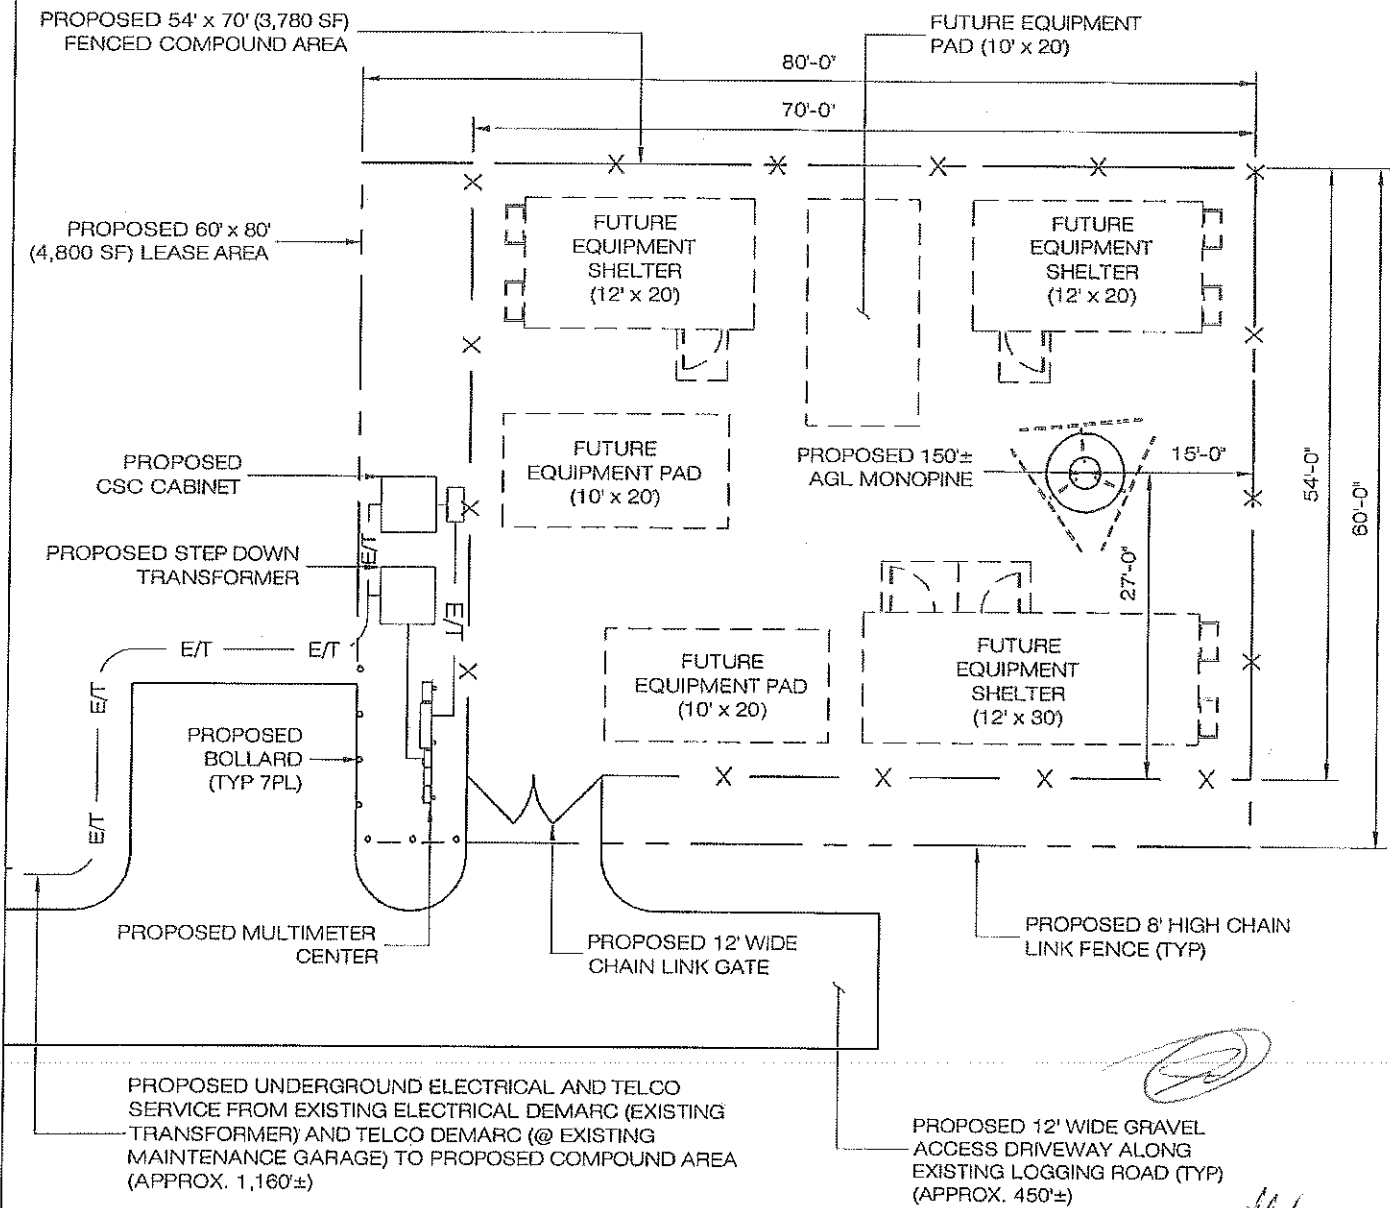 PROPOSED 54' x 70' (3,780 SF)
FENCED COMPOUND AREA
FUTURE EQUIPMENT
PAD (10' x 20')
80'-0"
70'-0"
PROPOSED 60' x 80'
(4,800 SF) LEASE AREA
FUTURE
EQUIPMENT
SHELTER
(12' x 20')
FUTURE
EQUIPMENT
SHELTER
(12' x 20')
PROPOSED
CSC CABINET
FUTURE
EQUIPMENT PAD
(10' x 20')
PROPOSED 150'±
AGL MONOPINE
15'-0"
54'-0"
60'-0"
27'-0"
PROPOSED STEP DOWN
TRANSFORMER
E/T
E/T
E/T
E/T
E/T
E/T
FUTURE
EQUIPMENT PAD
(10' x 20')
FUTURE
EQUIPMENT
SHELTER
(12' x 30')
PROPOSED
BOLLARD
(TYP 7PL)
PROPOSED MULTIMETER
CENTER
PROPOSED 12' WIDE
CHAIN LINK GATE
PROPOSED 8' HIGH CHAIN
LINK FENCE (TYP)
PROPOSED UNDERGROUND ELECTRICAL AND TELCO
SERVICE FROM EXISTING ELECTRICAL DEMARC (EXISTING
TRANSFORMER) AND TELCO DEMARC (@ EXISTING
MAINTENANCE GARAGE) TO PROPOSED COMPOUND AREA
(APPROX. 1,160'±)
PROPOSED 12' WIDE GRAVEL
ACCESS DRIVEWAY ALONG
EXISTING LOGGING ROAD (TYP)
(APPROX. 450'±)